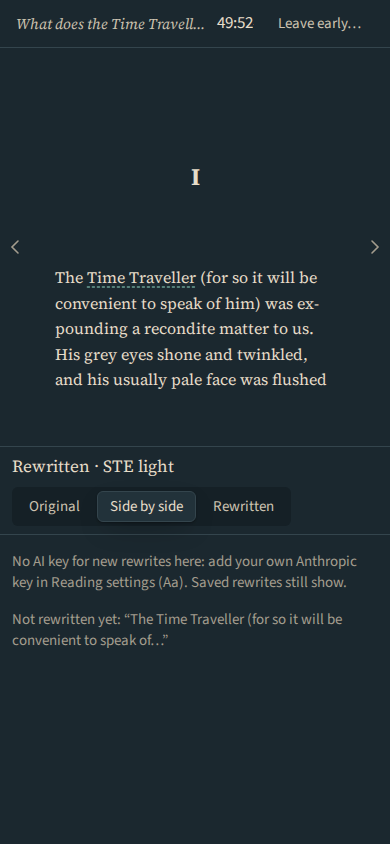 What does the Time Travell... 49:52 Leave early…
I
The Time Traveller (for so it will be
convenient to speak of him) was ex-
pounding a recondite matter to us.
His grey eyes shone and twinkled,
and his usually pale face was flushed
Rewritten · STE light
Original Side by side Rewritten
No AI key for new rewrites here: add your own Anthropic
key in Reading settings (Aa). Saved rewrites still show.
Not rewritten yet: “The Time Traveller (for so it will be
convenient to speak of…”